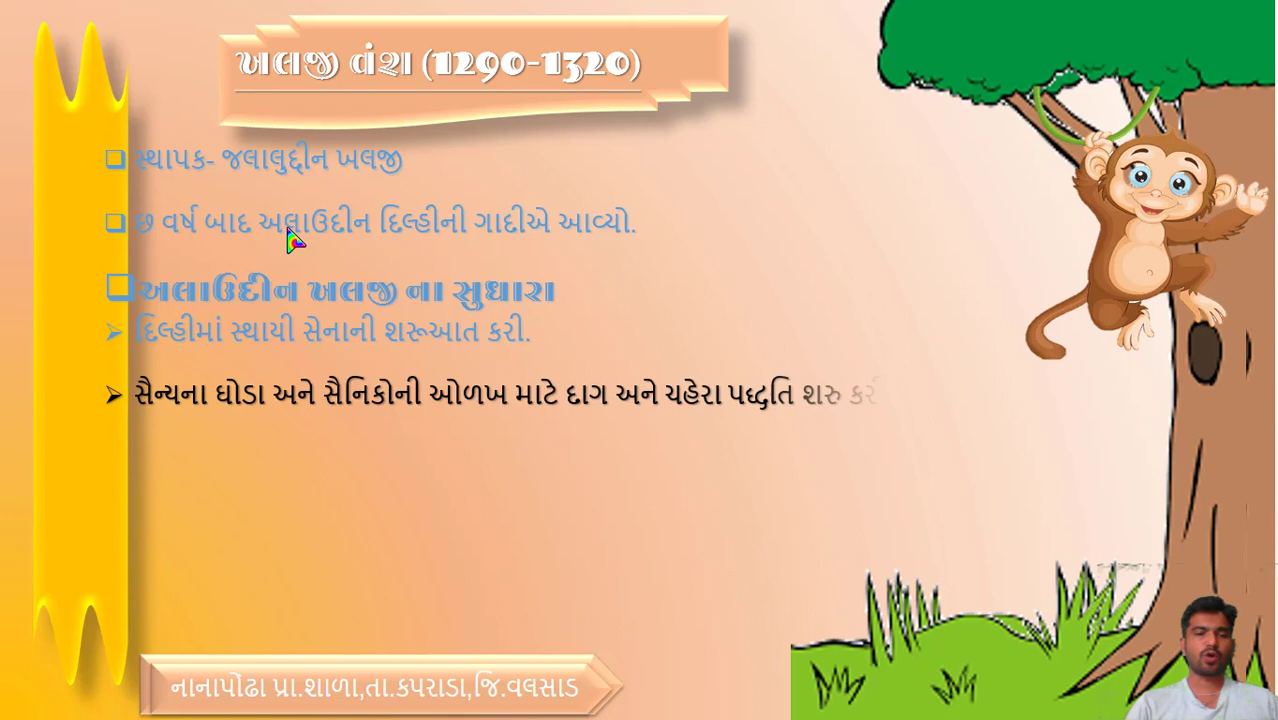 ખલજી વંશ (1290-1320)
સ્થાપક- જલાલુદ્દીન ખલજી
છ વર્ષ બાદ અલાઉદીન દિલ્હીની ગાદીએ આવ્યો.
અલાઉદીન ખલજી ના સુધારા
દિલ્હીમાં સ્થાયી સેનાની શરૂઆત કરી.
સૈન્યના ઘોડા અને સૈનિકોની ઓળખ માટે દાગ અને ચહેરા પદ્ધતિ શરુ કરી
નાનાપોંઢા પ્રા.શાળા,તા.કપરાડા,જિ.વલસાડ